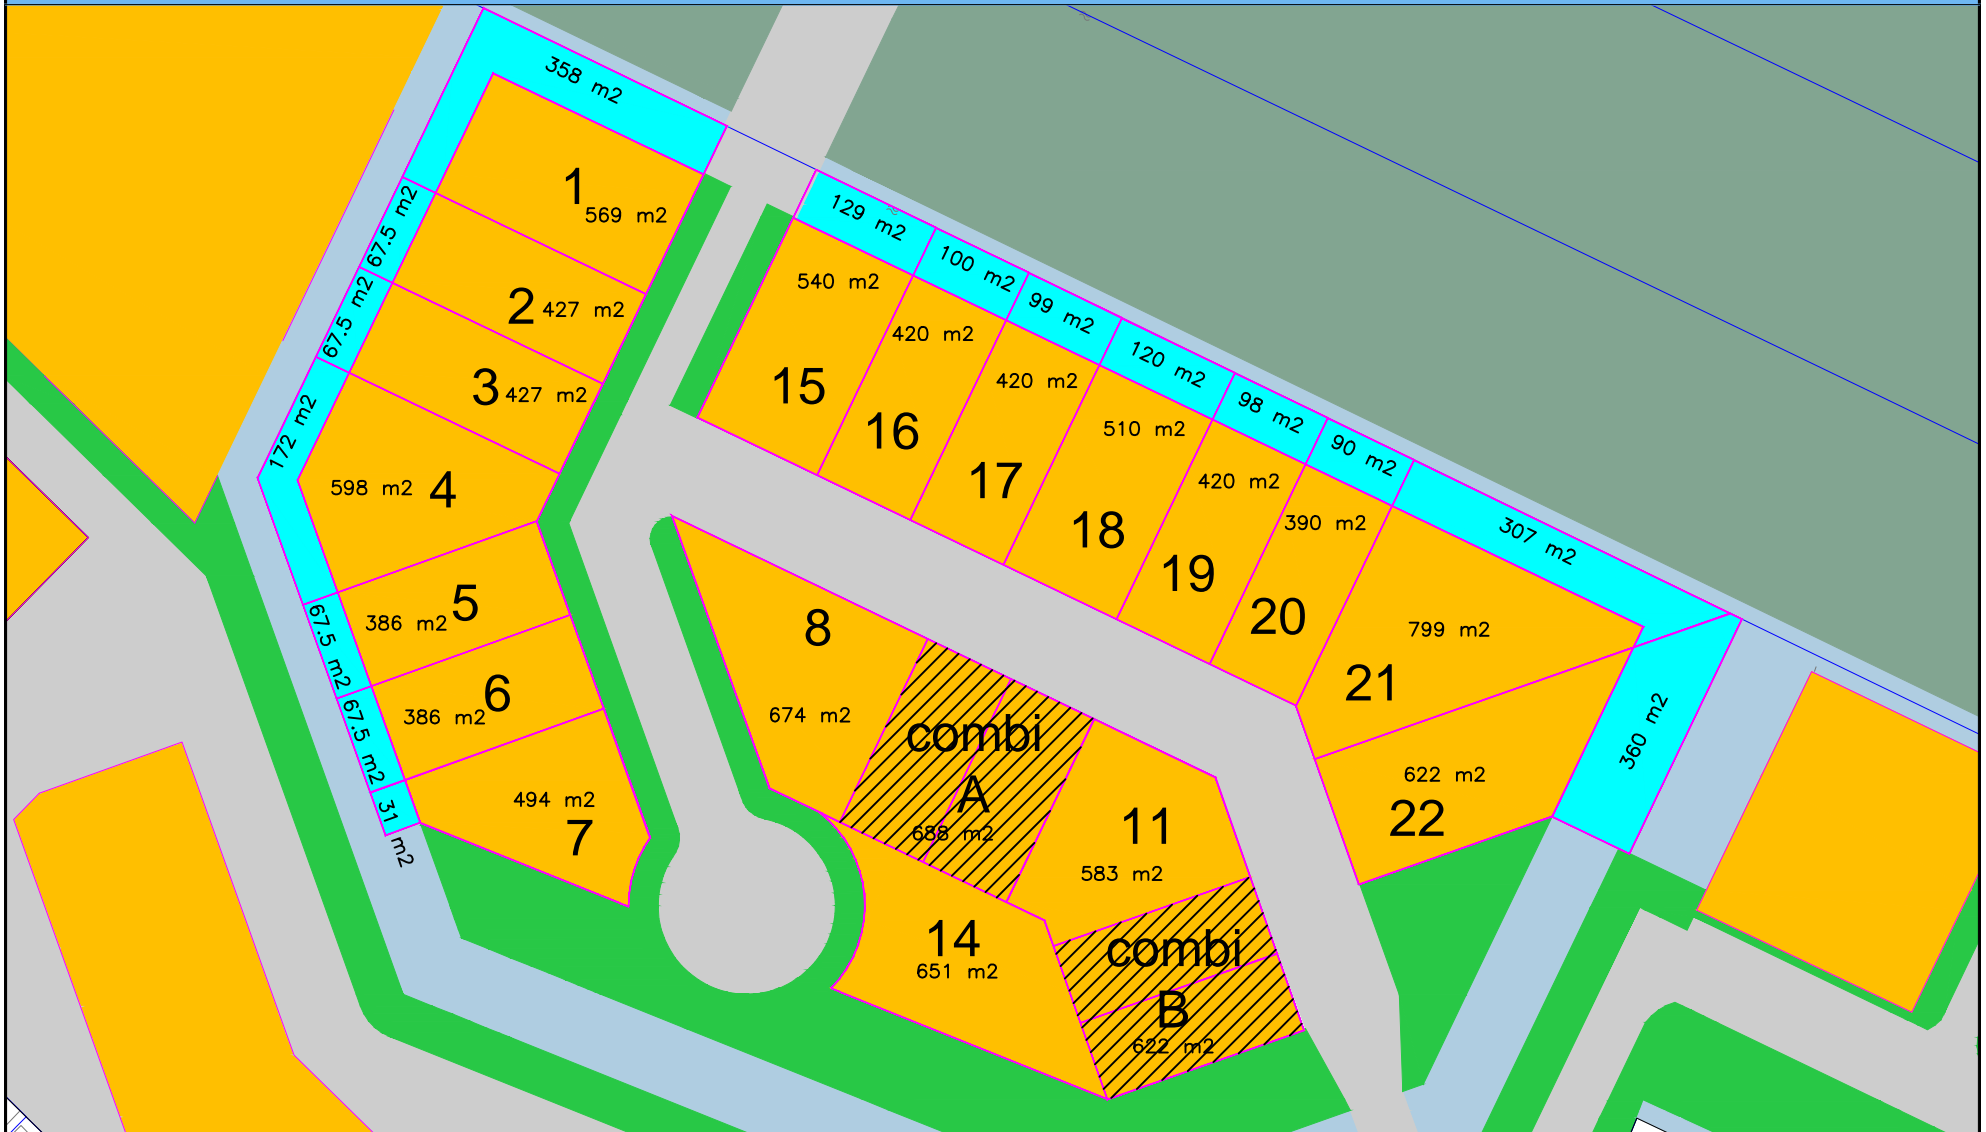 358 m2
1
569 m2
67.5 m2
2 427 m2
67.5 m2
3 427 m2
172 m2
598 m2 4
67.5 m2
386 m2 5
67.5 m2
386 m2 6
31 m2
494 m2
7
129 m2
540 m2
15
100 m2
420 m2
16
99 m2
420 m2
17
120 m2
510 m2
18
98 m2
420 m2
19
90 m2
390 m2
20
307 m2
799 m2
21
360 m2
622 m2
22
8
674 m2
combi
A
688 m2
11
583 m2
combi
B
622 m2
14
651 m2